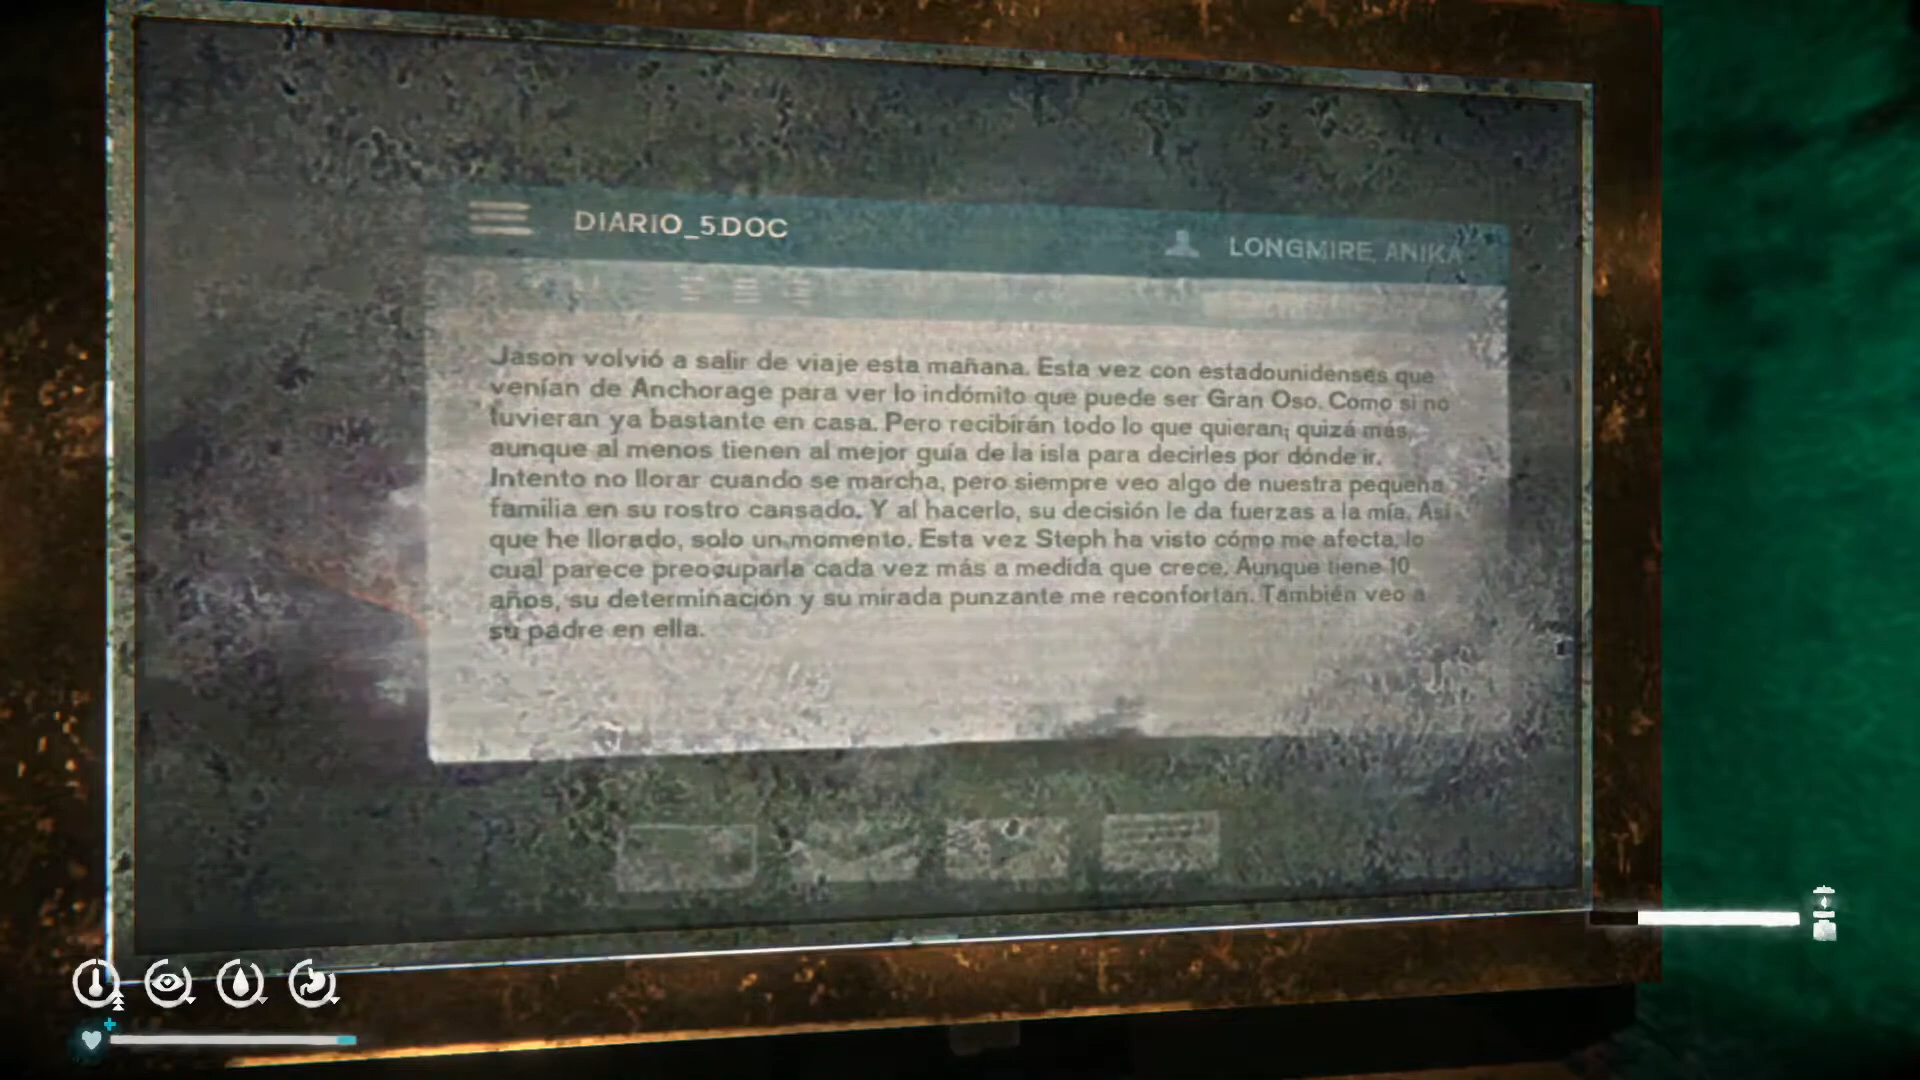 DIARIO_5.DOC
LONGMIRE, ANIKA
Jason volvió a salir de viaje esta mañana. Esta vez con estadounidenses que
venían de Anchorage para ver lo indómito que puede ser Gran Oso. Como si no
tuvieran ya bastante en casa. Pero recibirán todo lo que quieran; quizá más,
aunque al menos tienen al mejor guía de la isla para decirles por dónde ir.
Intento no llorar cuando se marcha, pero siempre veo algo de nuestra pequeña
familia en su rostro cansado. Y al hacerlo, su decisión le da fuerzas a la mía. Así
que he llorado, solo un momento. Esta vez Steph ha visto cómo me afecta, lo
cual parece preocuparla cada vez más a medida que crece. Aunque tiene 10
años, su determinación y su mirada punzante me reconfortan. También veo a
su padre en ella.